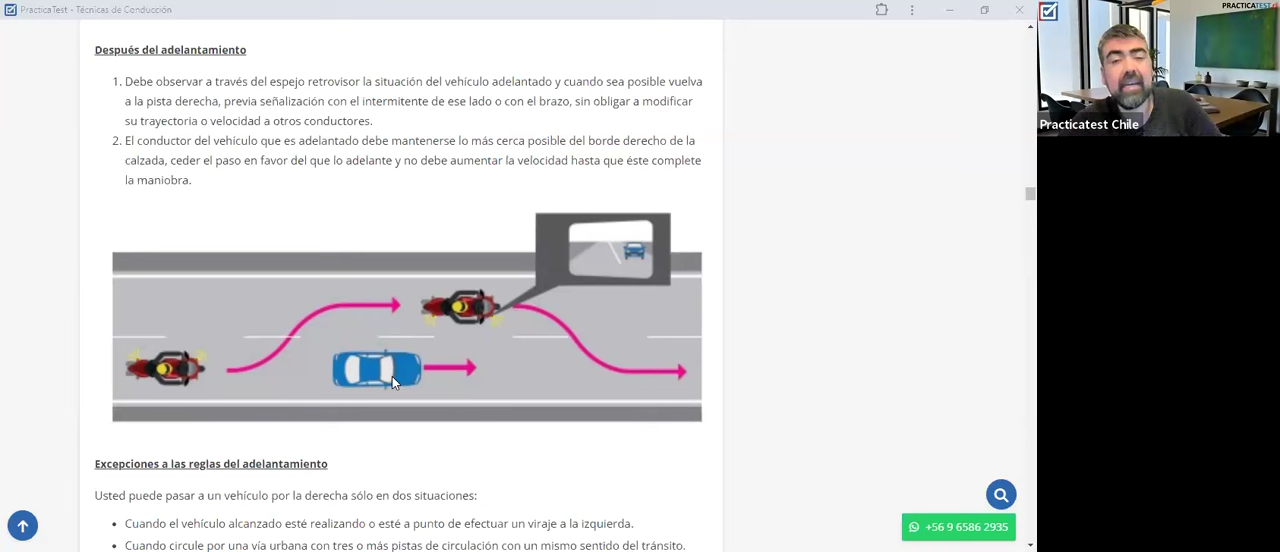 PracticaTest - Técnicas de Conducción
PRACTICATEST
Practicatest Chile
Después del adelantamiento
1. Debe observar a través del espejo retrovisor la situación del vehículo adelantado y cuando sea posible vuelva
a la pista derecha, previa señalización con el intermitente de ese lado o con el brazo, sin obligar a modificar
su trayectoria o velocidad a otros conductores.
2. El conductor del vehículo que es adelantado debe mantenerse lo más cerca posible del borde derecho de la
calzada, ceder el paso en favor del que lo adelante y no debe aumentar la velocidad hasta que éste complete
la maniobra.
Excepciones a las reglas del adelantamiento
Usted puede pasar a un vehículo por la derecha sólo en dos situaciones:
• Cuando el vehículo alcanzado esté realizando o esté a punto de efectuar un viraje a la izquierda.
• Cuando circule por una vía urbana con tres o más pistas de circulación con un mismo sentido del tránsito.
+56 9 6586 2935